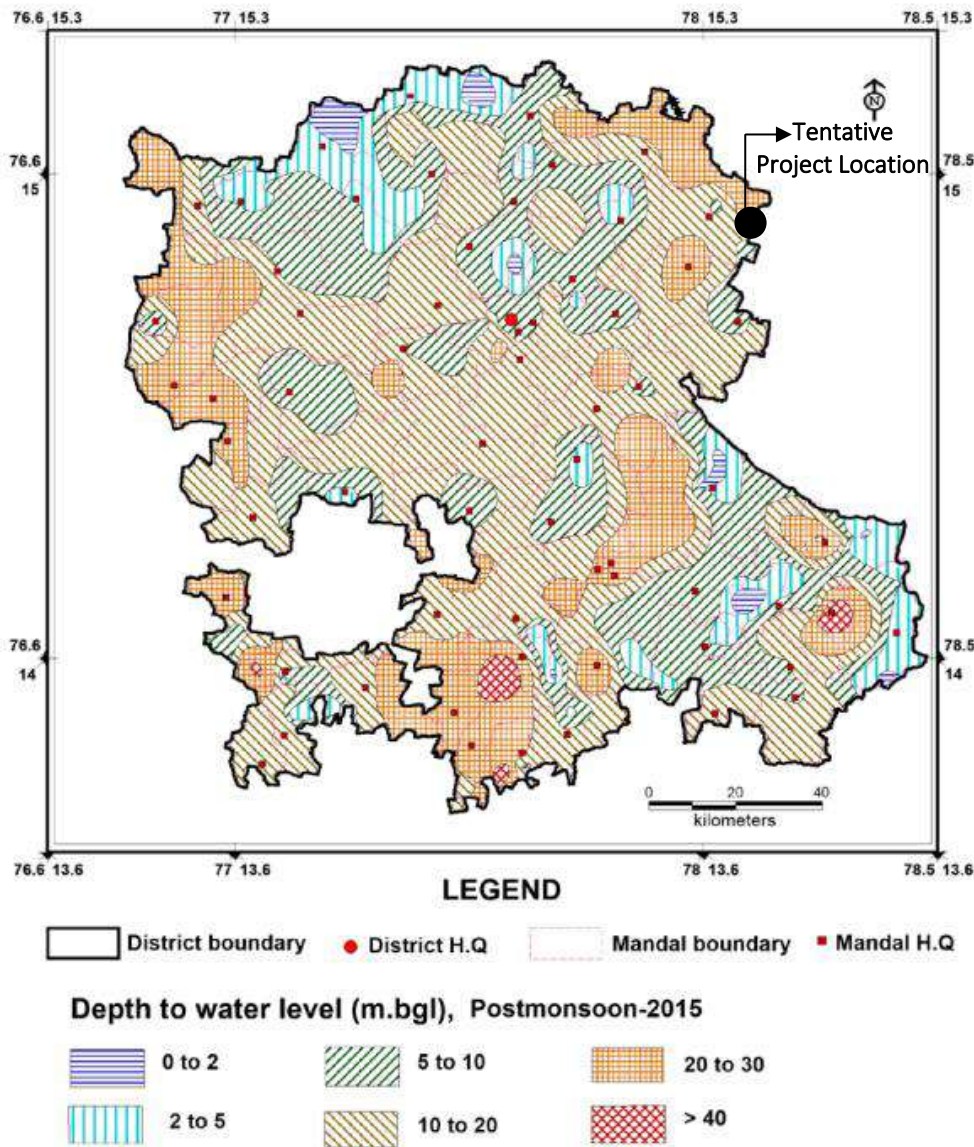 76.6 15.3 77 15.3 78 15.3 78.5 15.3
N
Tentative
Project Location
76.6
15
78.5
15
76.6
14
78.5
14
0 20 40
kilometers
76.6 13.6 77 13.6 78 13.6 78.5 13.6
LEGEND
District boundary District H.Q Mandal boundary Mandal H.Q
Depth to water level (m.bgl), Postmonsoon-2015
0 to 2 5 to 10 20 to 30
2 to 5 10 to 20 > 40